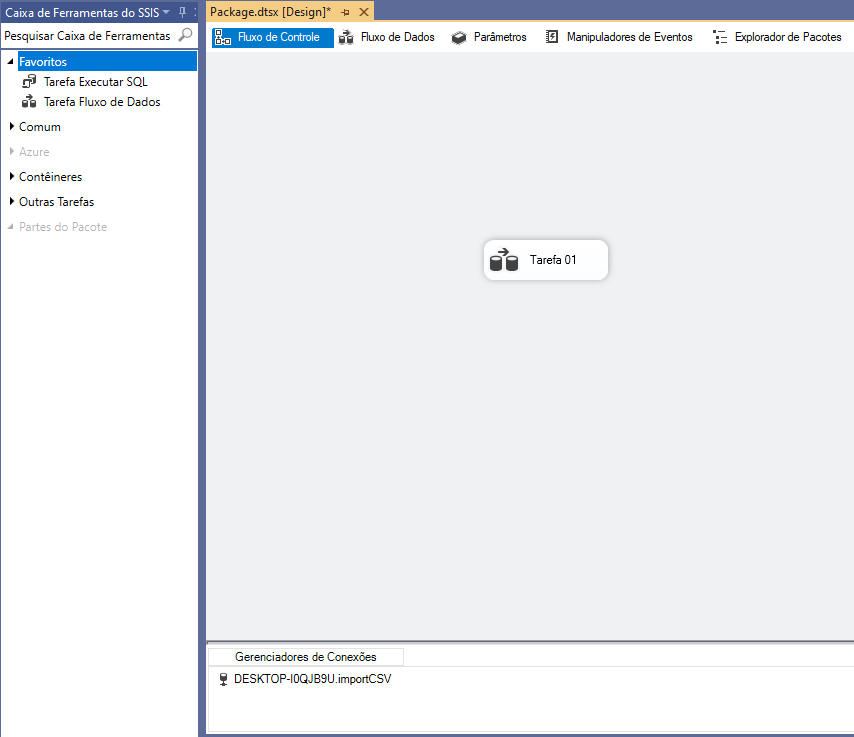 Caixa de Ferramentas do SSIS
Package.dtsx [Design]*
Pesquisar Caixa de Ferramentas
Fluxo de Controle
Fluxo de Dados
Parâmetros
Manipuladores de Eventos
Explorador de Pacotes
Favoritos
Tarefa Executar SQL
Tarefa Fluxo de Dados
Comum
Azure
Contêineres
Outras Tarefas
Partes do Pacote
Tarefa 01
Gerenciadores de Conexões
DESKTOP-I0QJB9U.importCSV